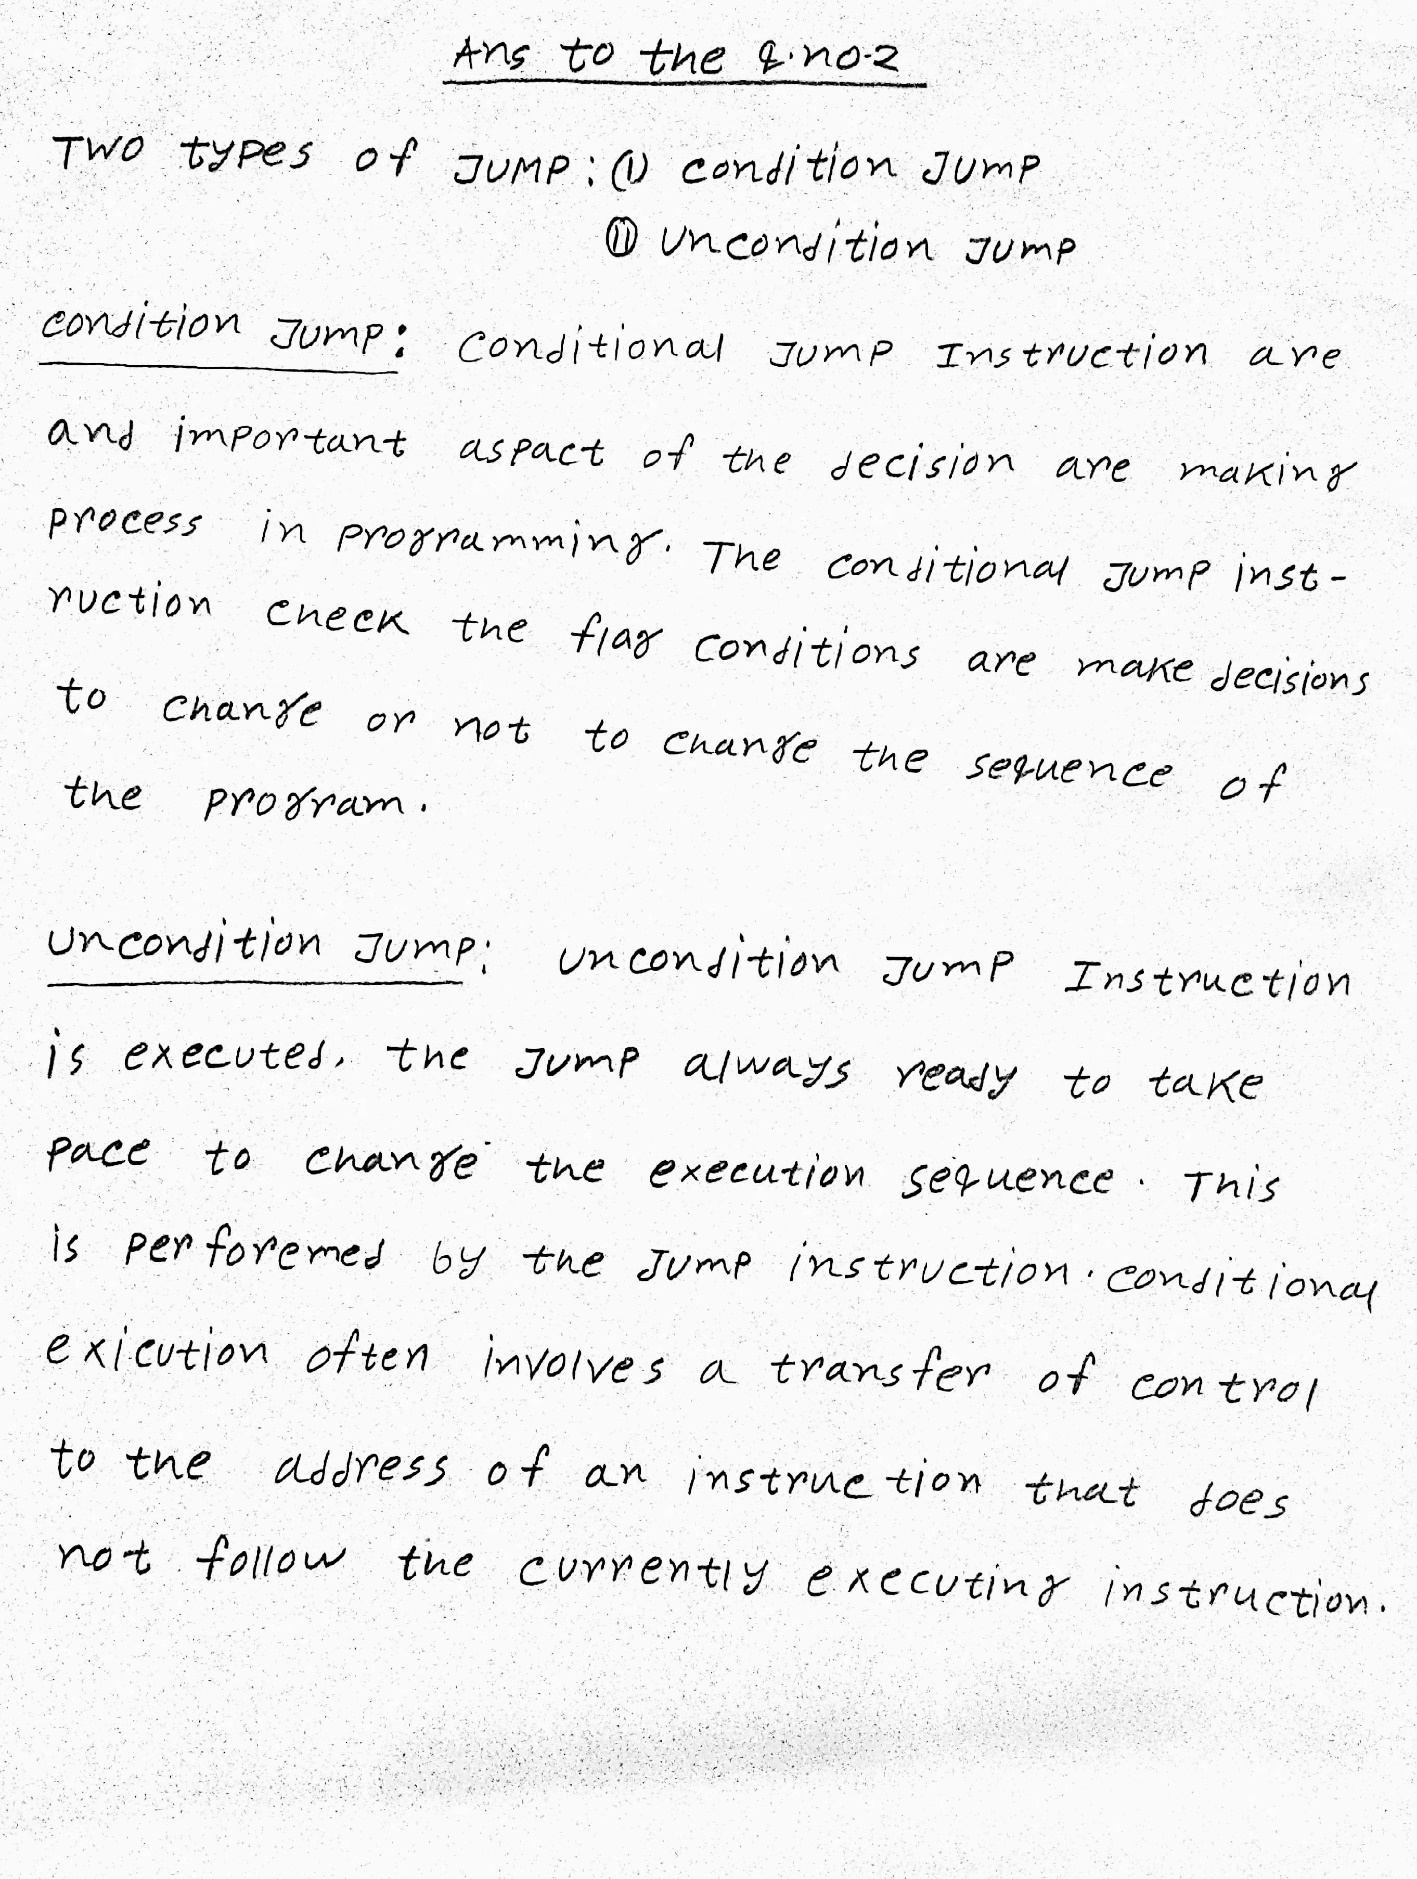 Ans to the q.no-2
Two types of JUMP: (i) condition Jump
(ii) uncondition Jump
condition Jump: Conditional Jump Instruction are
and important aspact of the decision are making
process in programming. The conditional Jump inst-
ruction check the flag conditions are make decisions
to change or not to change the sequence of
the program.
uncondition Jump: uncondition Jump Instruction
is executed. the Jump always ready to take
pace to change the execution sequence. This
is perforemed by the Jump instruction. conditional
exicution often involves a transfer of control
to the address of an instruction that does
not follow the currently executing instruction.